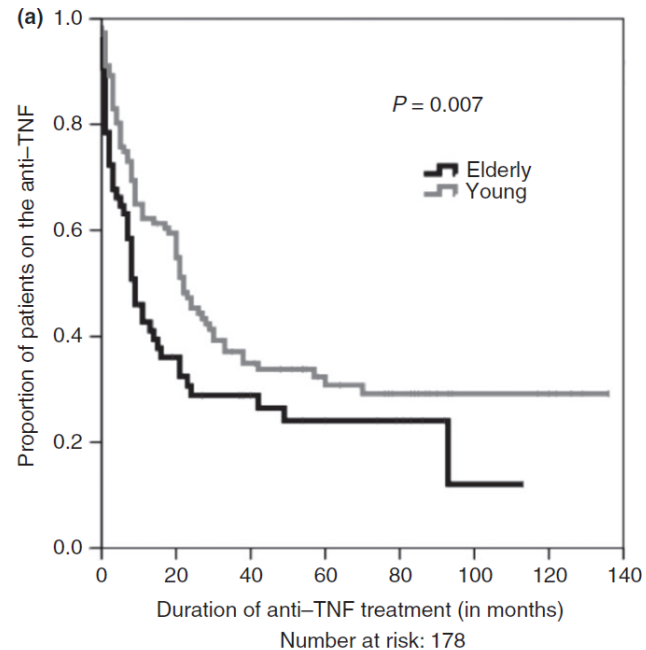 (a)
1.0
0.8
0.6
0.4
0.2
0.0
Proportion of patients on the anti–TNF
P = 0.007
Elderly
Young
0 20 40 60 80 100 120 140
Duration of anti–TNF treatment (in months)
Number at risk: 178